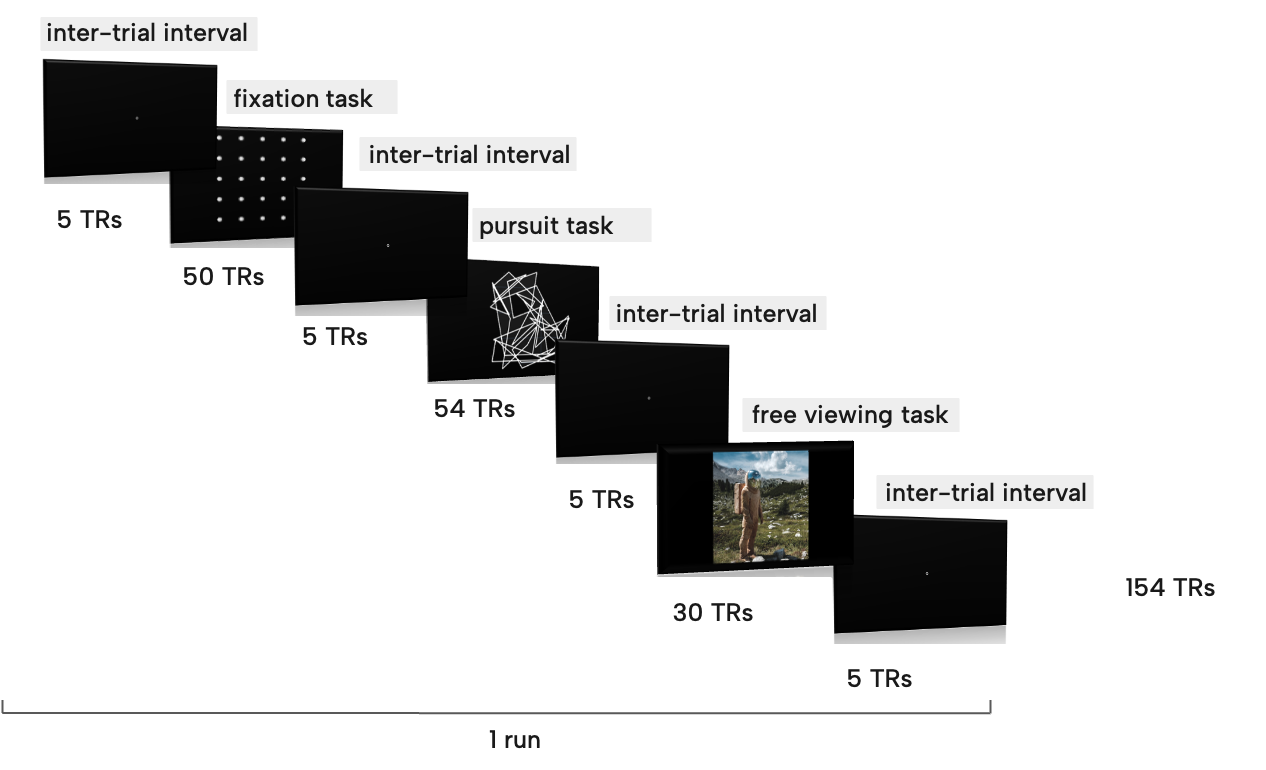 inter-trial interval
fixation task
inter-trial interval
5 TRs
pursuit task
50 TRs
inter-trial interval
5 TRs
54 TRs
free viewing task
5 TRs
inter-trial interval
154 TRs
30 TRs
5 TRs
1 run